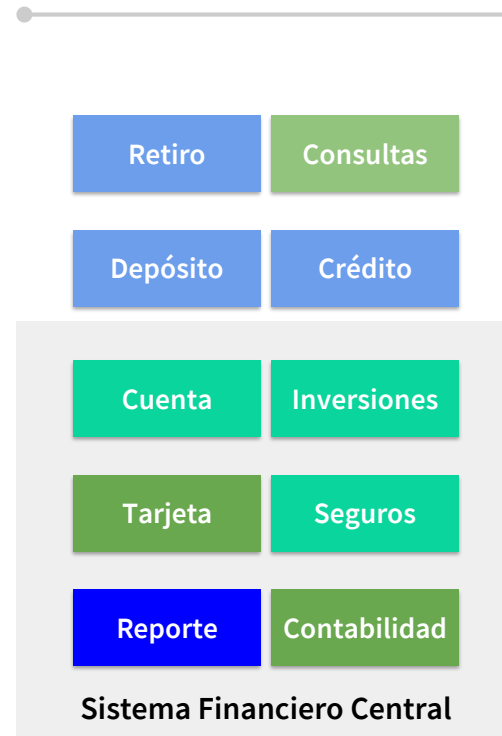 Retiro
Consultas
Depósito
Crédito
Cuenta
Inversiones
Tarjeta
Seguros
Reporte
Contabilidad
Sistema Financiero Central